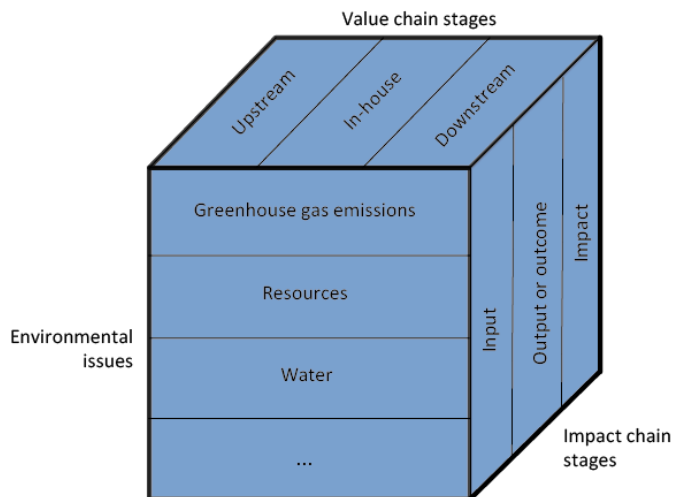 Value chain stages
Upstream
In-house
Downstream
Greenhouse gas emissions
Resources
Water
...
Environmental
issues
Input
Output or outcome
Impact
Impact chain
stages